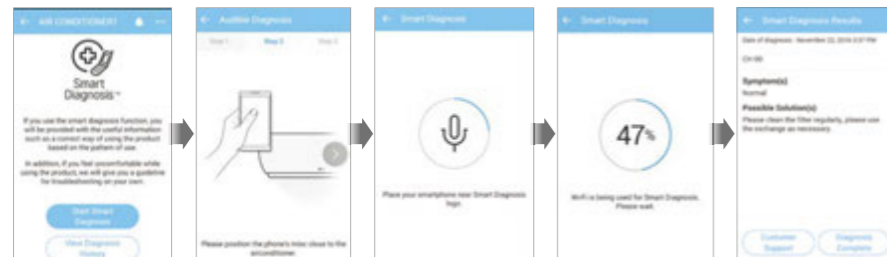 AIR CONDITIONER1
Smart
Diagnosis™
If you use the smart diagnosis function, you
will be provided with the useful information
such as a correct way of using the product
based on the pattern of use.
In addition, if you feel uncomfortable while
using the product, we will give you a guideline
for troubleshooting on your own.
Start Smart
Diagnosis
View Diagnosis
History
Audible Diagnosis
Step 1
Step 2
Step 3
Please position the phone's mic close to the
airconditioner.
Smart Diagnosis
Place your smartphone near Smart Diagnosis
logo.
Smart Diagnosis
47%
Wi-Fi is being used for Smart Diagnosis.
Please wait.
Smart Diagnosis Results
Date of diagnosis : November 22, 2016 3:37 PM
CH 00
Symptom(s)
Normal
Possible Solution(s)
Please clean the filter regularly, please use
the exchange as necessary.
Customer
Support
Diagnosis
Complete